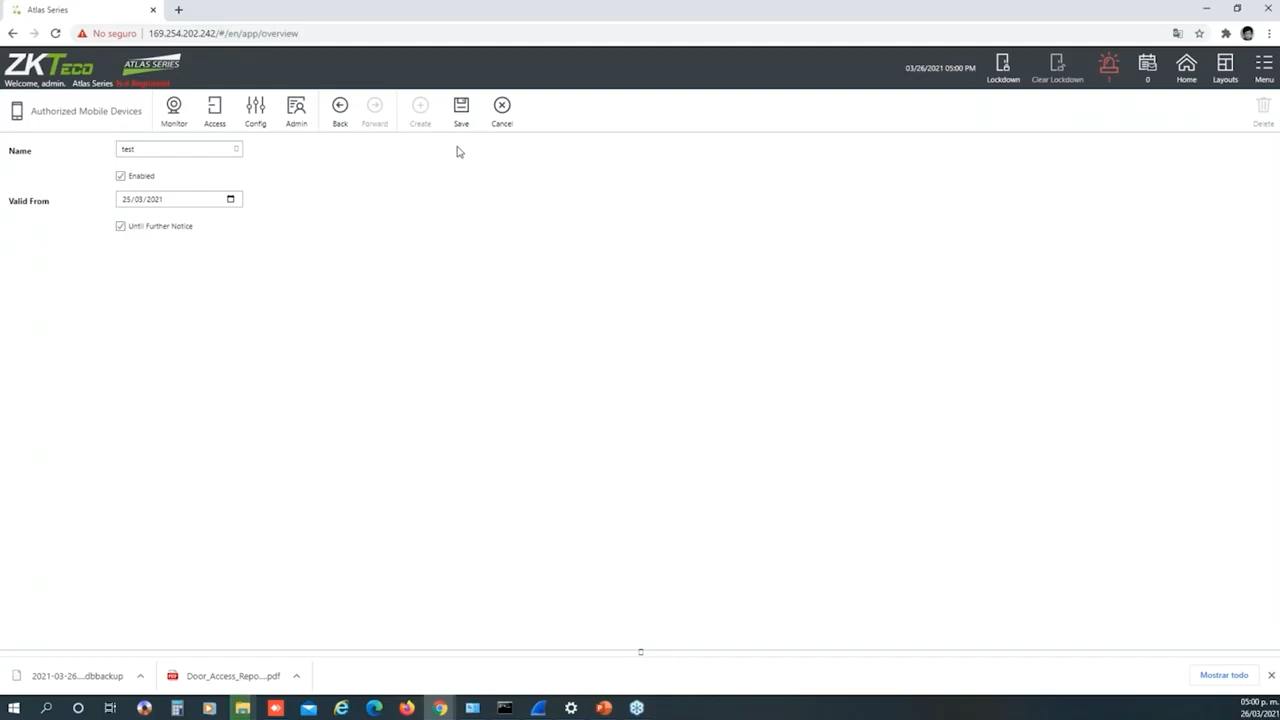 Atlas Series
No seguro 169.254.202.242/#/en/app/overview
ZKTeco ATLAS SERIES
Welcome, admin. Atlas Series Not Registered
03/26/2021 05:00 PM
Lockdown
Clear Lockdown
1
0
Home
Layouts
Menu
Authorized Mobile Devices
Monitor
Access
Config
Admin
Back
Forward
Create
Save
Cancel
Delete
Name test
Enabled
Valid From 25/03/2021
Until Further Notice
2021-03-26....dbbackup
Door_Access_Repo....pdf
Mostrar todo
05:00 p. m.
26/03/2021